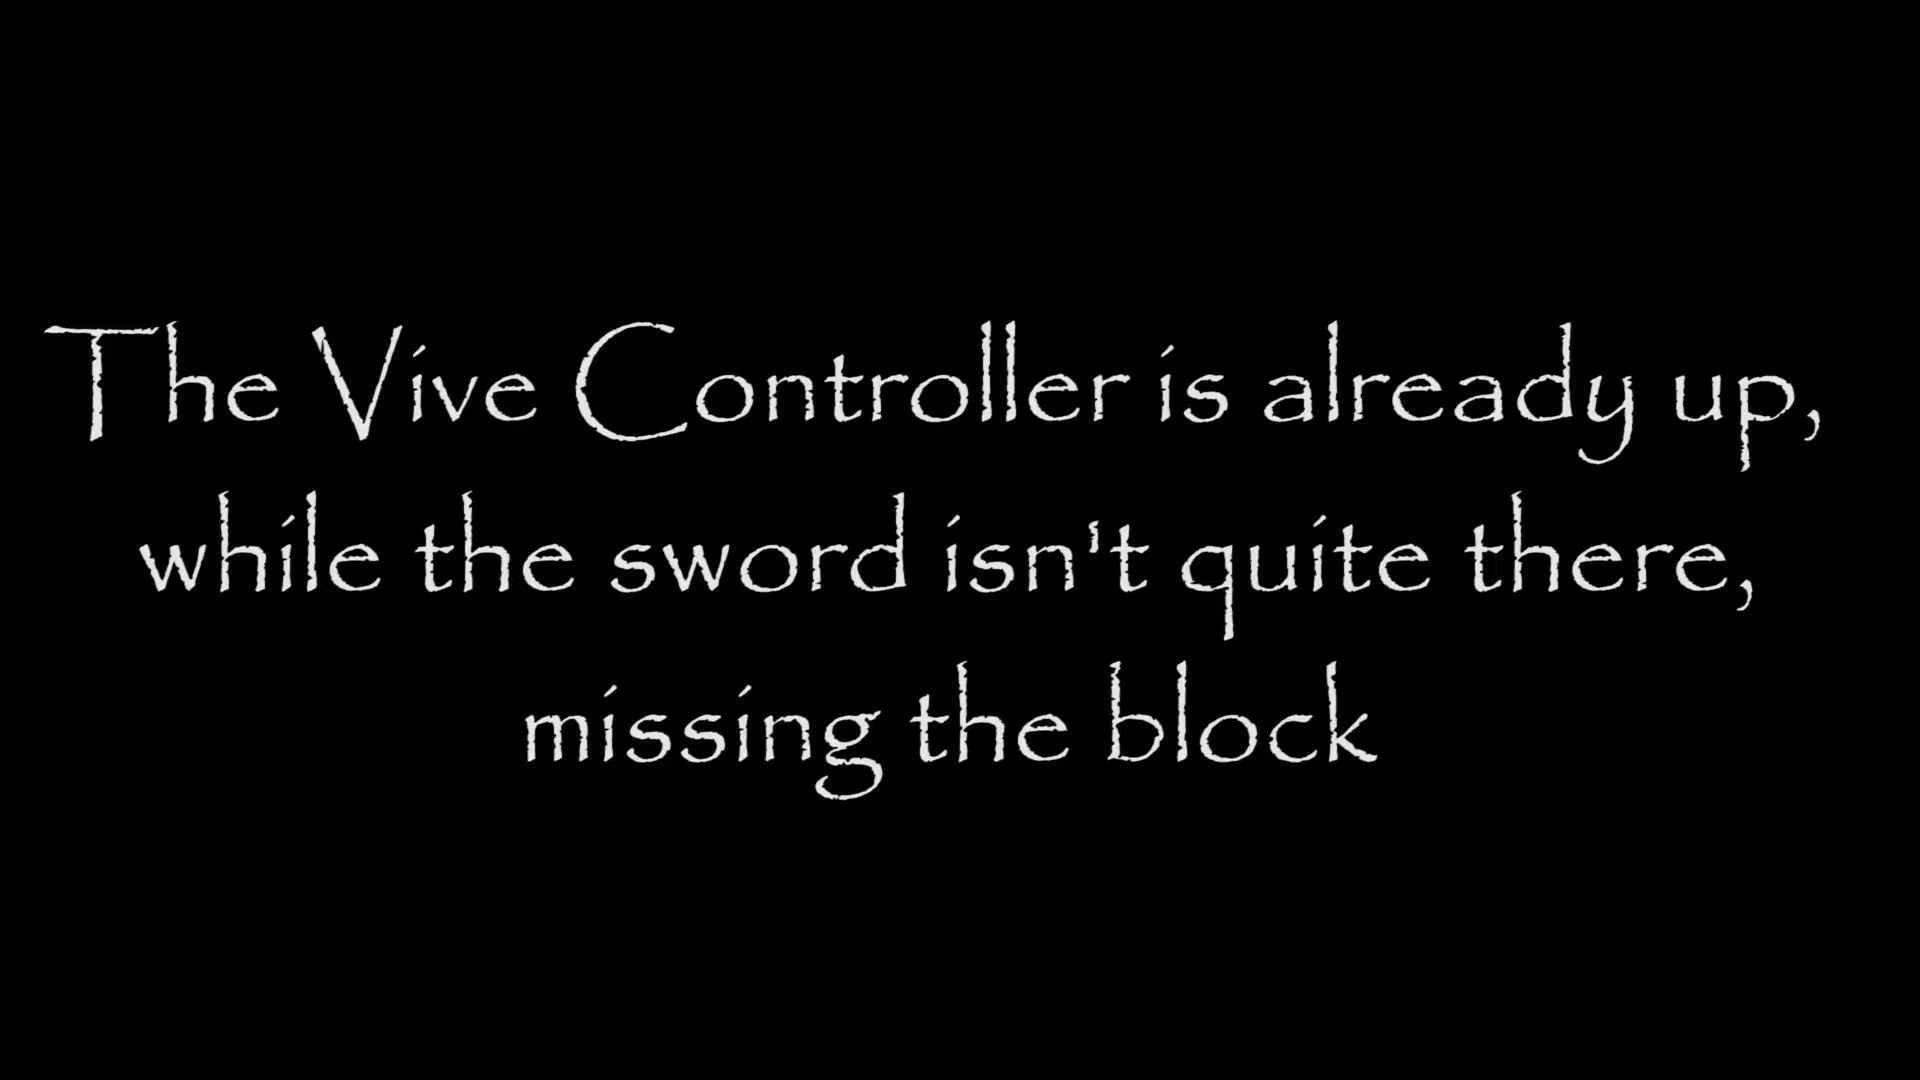 The Vive Controller is already up,
while the sword isn't quite there,
missing the block